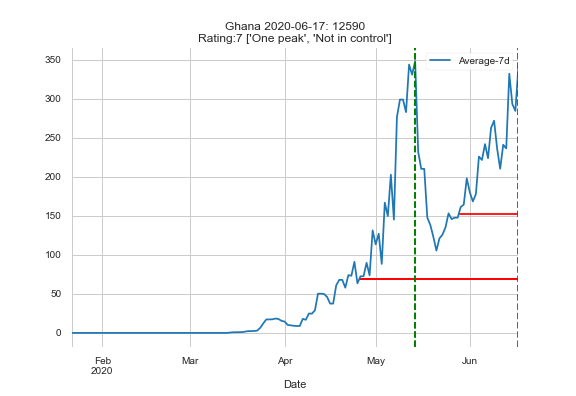 Ghana 2020-06-17: 12590
Rating:7 ['One peak', 'Not in control']
Average-7d
350
300
250
200
150
100
50
0
Feb
2020
Mar
Apr
May
Jun
Date